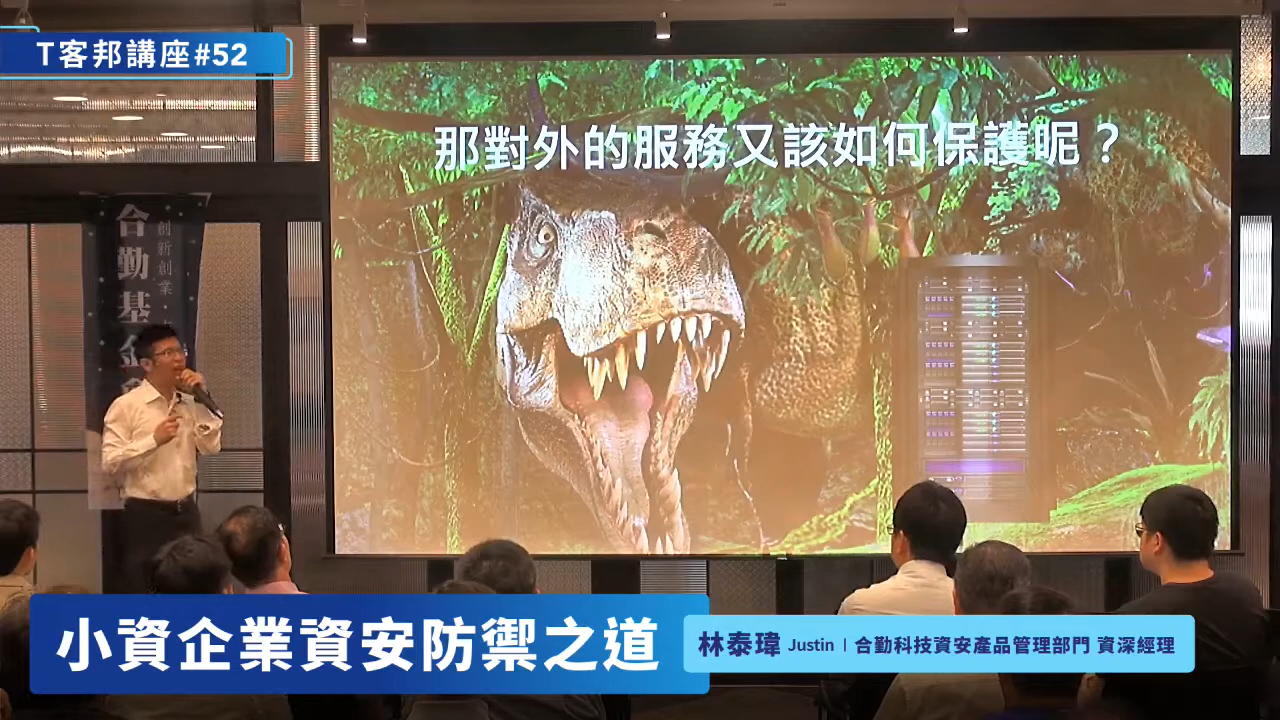 T客邦講座#52
那對外的服務又該如何保護呢？
創新創業・
合勤基金會
小資企業資安防禦之道
林泰瑋 Justin | 合勤科技資安產品管理部門 資深經理